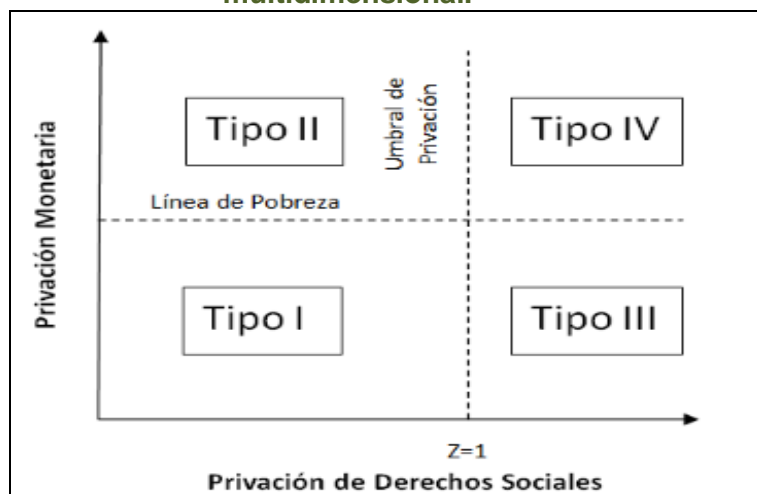 multidimensional.
Tipo II
Umbral de
Privación
Tipo IV
Línea de Pobreza
Privación Monetaria
Tipo I
Tipo III
Z=1
Privación de Derechos Sociales